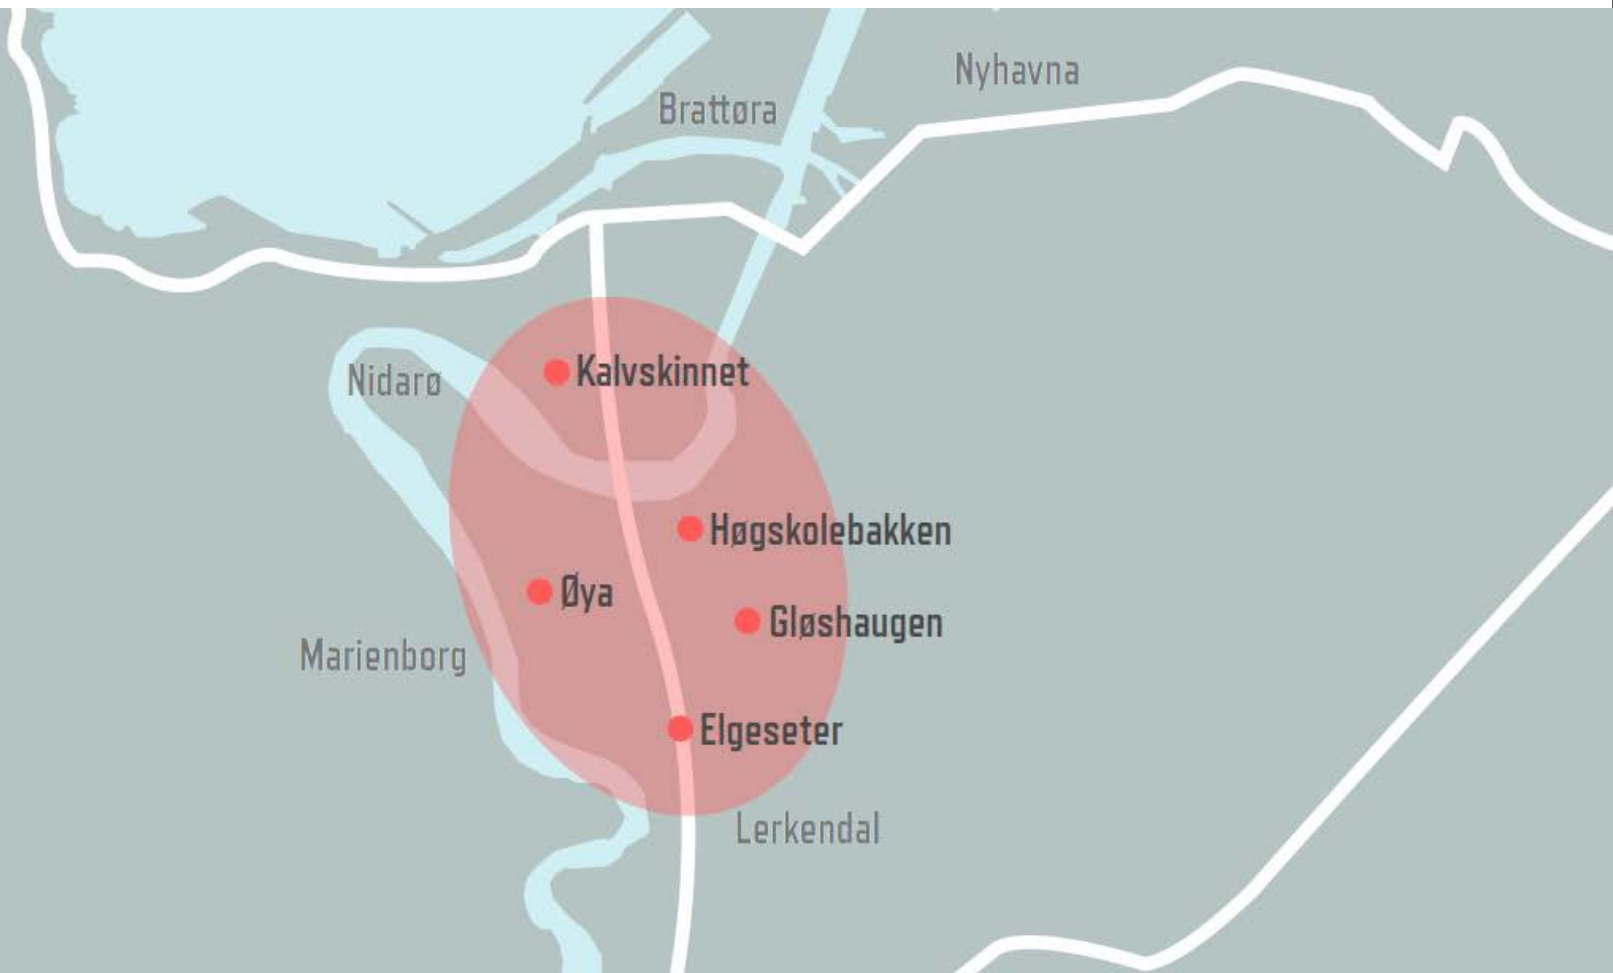 Nyhavna
Brattøra
Kalvskinnet
Nidarø
Høgskolebakken
Øya
Gløshaugen
Marienborg
Elgeseter
Lerkendal